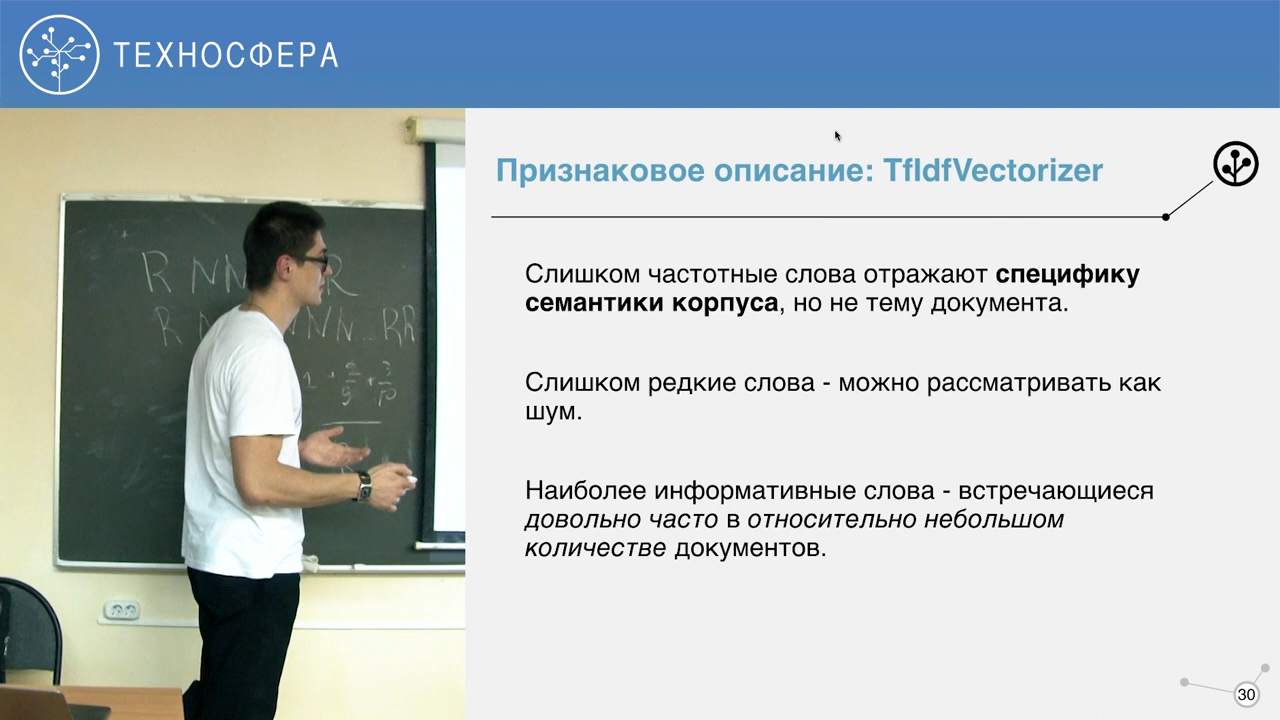 ТЕХНОСФЕРА
Признаковое описание: TfIdfVectorizer
Слишком частотные слова отражают специфику
семантики корпуса, но не тему документа.
Слишком редкие слова - можно рассматривать как
шум.
Наиболее информативные слова - встречающиеся
довольно часто в относительно небольшом
количестве документов.
30